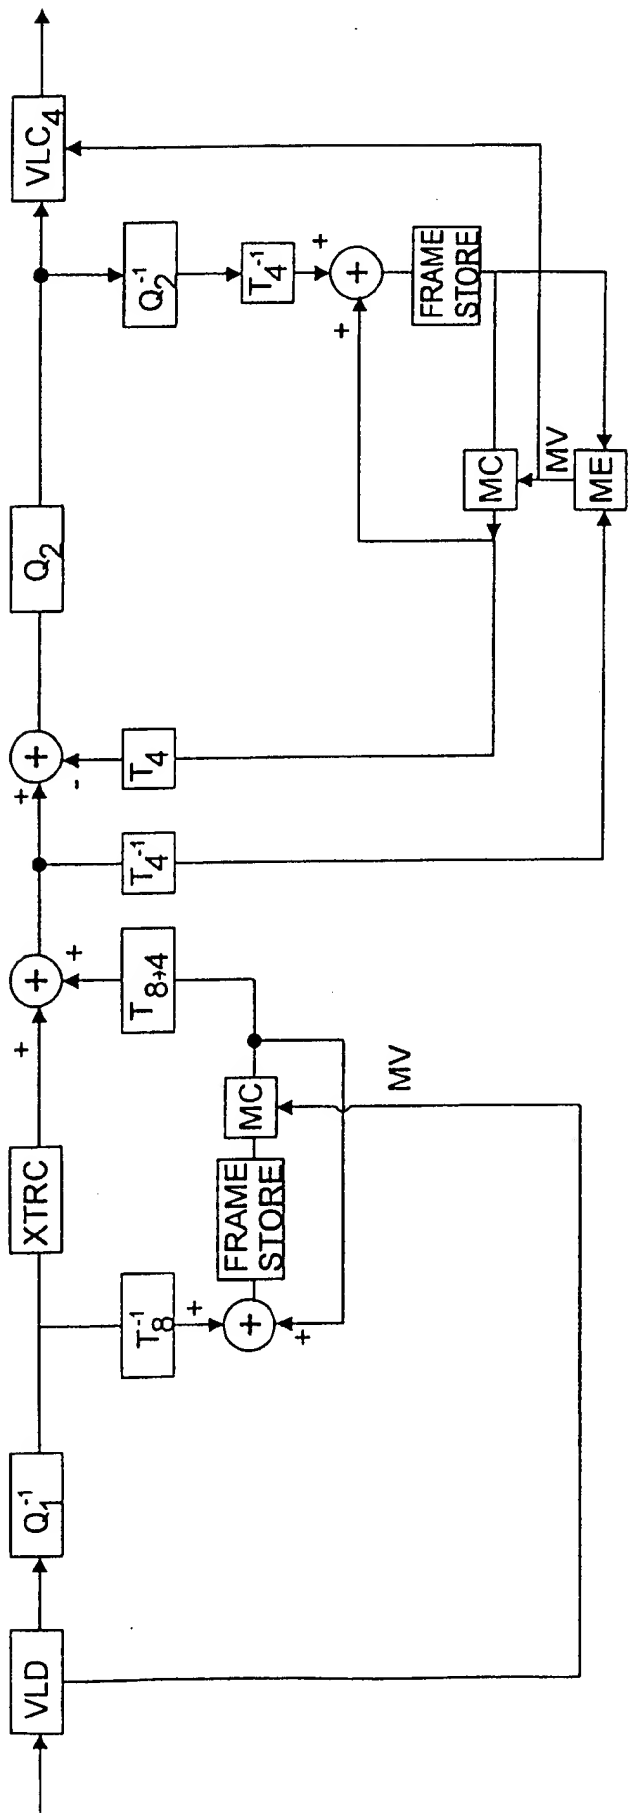 VLD
Q₁⁻¹
XTRC
+
+
+
T₈⁻¹
+
+
+
FRAME
STORE
MC
MV
T₈→₄
T₄⁻¹
+
+
-
T₄
Q₂
VLC₄
Q₂⁻¹
T₄⁻¹
+
+
+
FRAME
STORE
MC
MV
ME